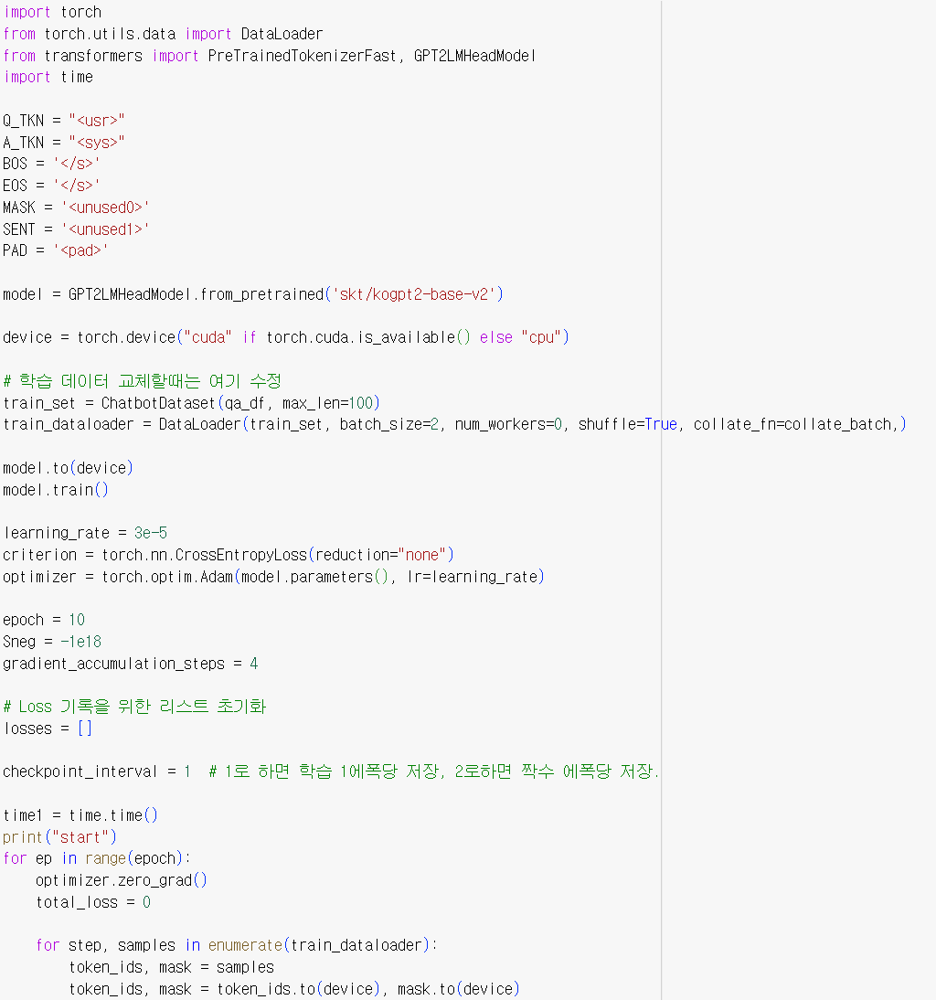 import torch
from torch.utils.data import DataLoader
from transformers import PreTrainedTokenizerFast, GPT2LMHeadModel
import time
Q_TKN = "<usr>"
A_TKN = "<sys>"
BOS = '</s>'
EOS = '</s>'
MASK = '<unused0>'
SENT = '<unused1>'
PAD = '<pad>'
model = GPT2LMHeadModel.from_pretrained('skt/kogpt2-base-v2')
device = torch.device("cuda" if torch.cuda.is_available() else "cpu")
# 학습 데이터 교체할때는 여기 수정
train_set = ChatbotDataset(qa_df, max_len=100)
train_dataloader = DataLoader(train_set, batch_size=2, num_workers=0, shuffle=True, collate_fn=collate_batch,)
model.to(device)
model.train()
learning_rate = 3e-5
criterion = torch.nn.CrossEntropyLoss(reduction="none")
optimizer = torch.optim.Adam(model.parameters(), lr=learning_rate)
epoch = 10
Sneg = -1e18
gradient_accumulation_steps = 4
# Loss 기록을 위한 리스트 초기화
losses = []
checkpoint_interval = 1  # 1로 하면 학습 1에폭당 저장, 2로하면 짝수 에폭당 저장.
time1 = time.time()
print("start")
for ep in range(epoch):
    optimizer.zero_grad()
    total_loss = 0
    for step, samples in enumerate(train_dataloader):
        token_ids, mask = samples
        token_ids, mask = token_ids.to(device), mask.to(device)